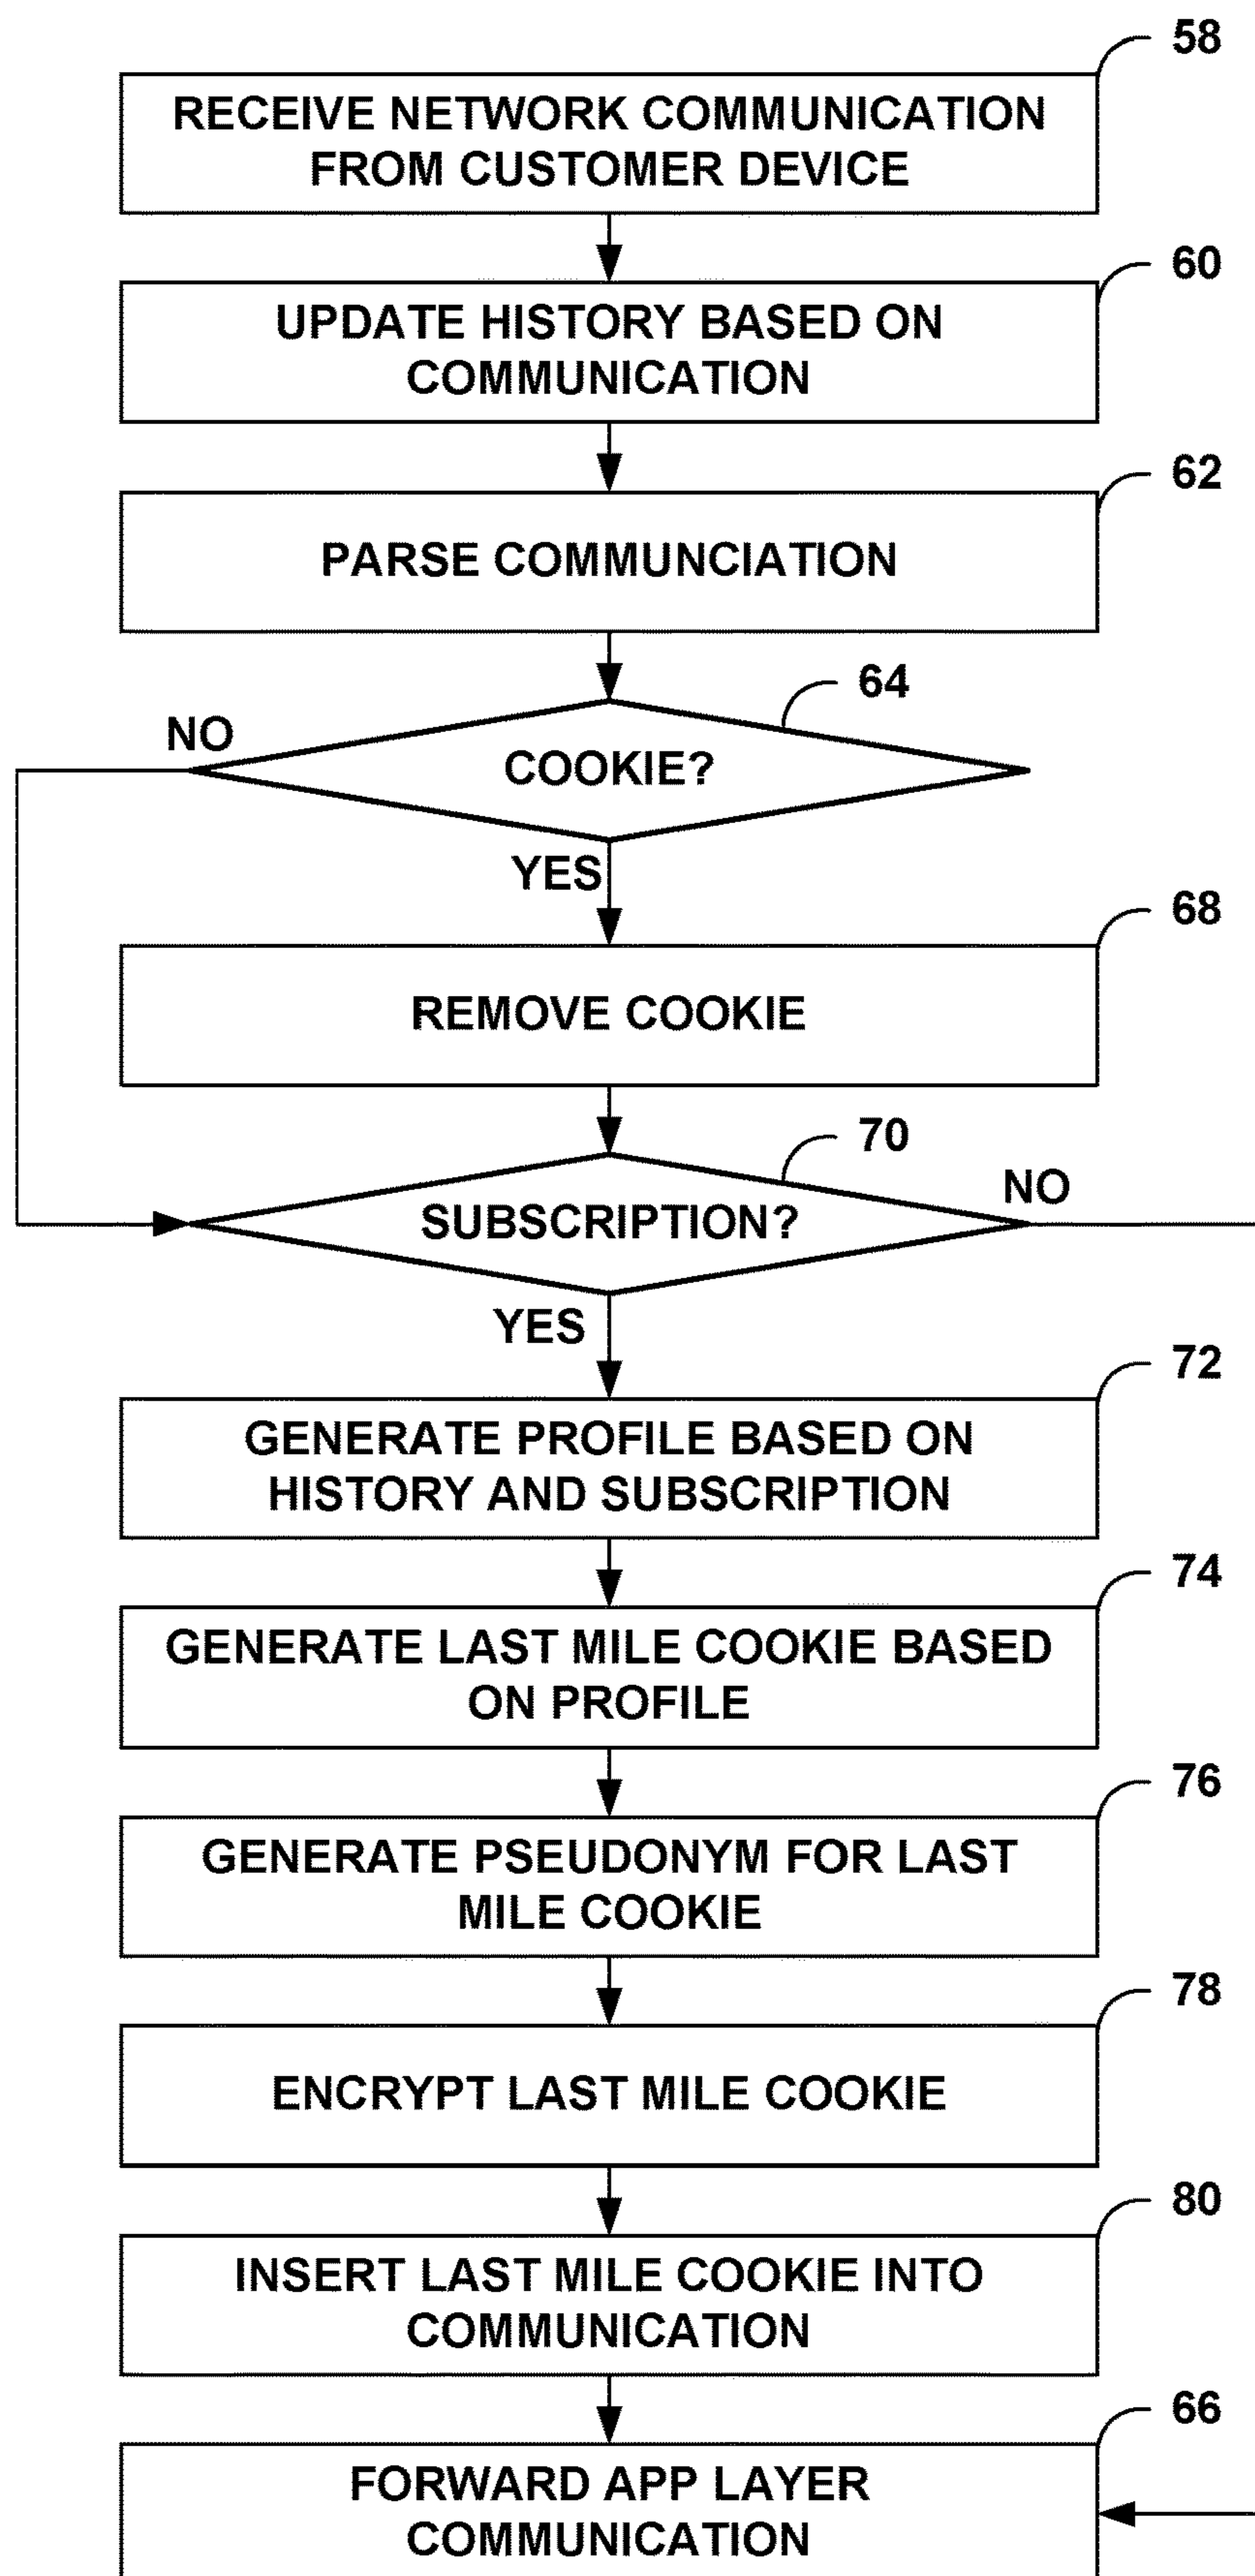 58
RECEIVE NETWORK COMMUNICATION
FROM CUSTOMER DEVICE
60
UPDATE HISTORY BASED ON
COMMUNICATION
62
PARSE COMMUNCIATION
64
NO
COOKIE?
YES
68
REMOVE COOKIE
70
NO
SUBSCRIPTION?
YES
72
GENERATE PROFILE BASED ON
HISTORY AND SUBSCRIPTION
74
GENERATE LAST MILE COOKIE BASED
ON PROFILE
76
GENERATE PSEUDONYM FOR LAST
MILE COOKIE
78
ENCRYPT LAST MILE COOKIE
80
INSERT LAST MILE COOKIE INTO
COMMUNICATION
66
FORWARD APP LAYER
COMMUNICATION